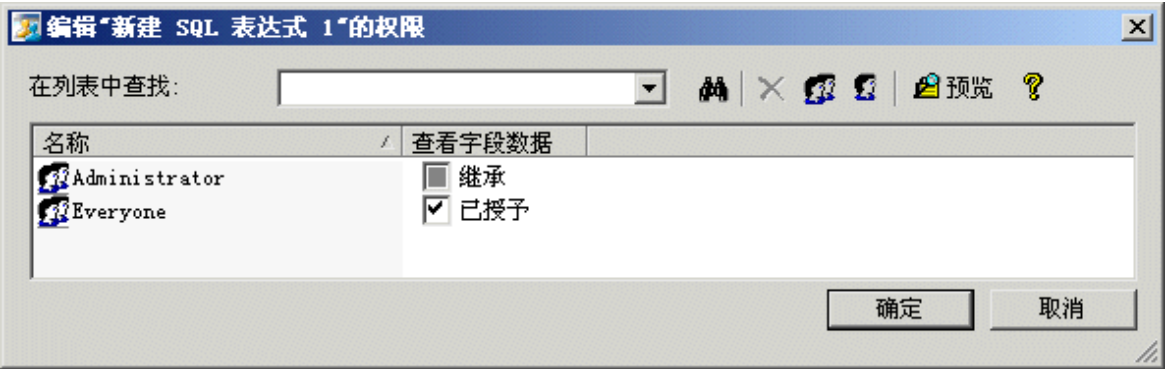 编辑“新建 SQL 表达式 1”的权限
在列表中查找:
预览
名称 查看字段数据
Administrator 继承
Everyone 已授予
确定 取消